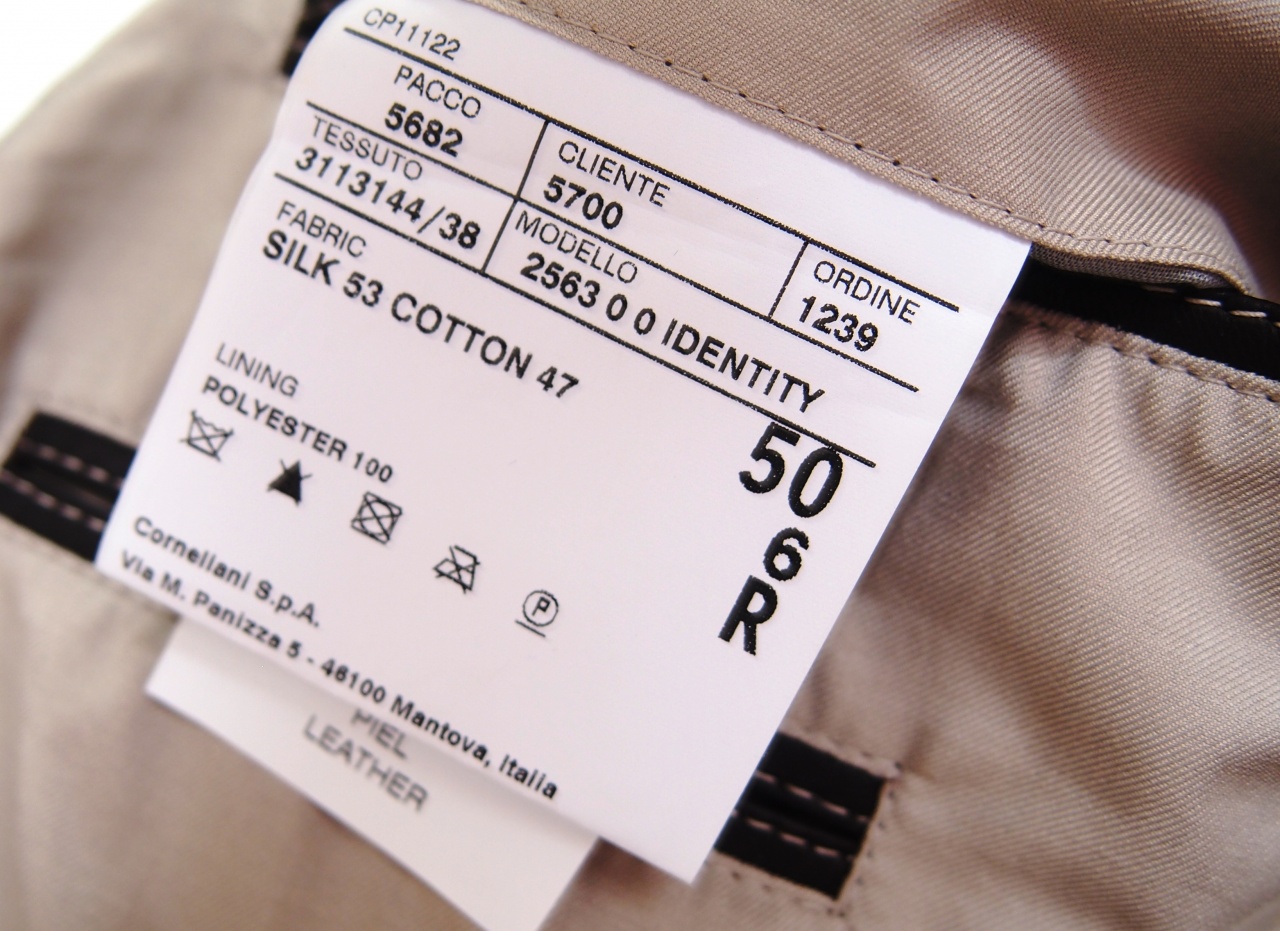 CP11122
PACCO
5682
CLIENTE
5700
ORDINE
1239
TESSUTO
3113144/38
MODELLO
2563 0 0 IDENTITY
FABRIC
SILK 53 COTTON 47
50
6
R
LINING
POLYESTER 100
P
Corneliani S.p.A.
Via M. Panizza 5 - 46100 Mantova, Italia
PIEL
LEATHER